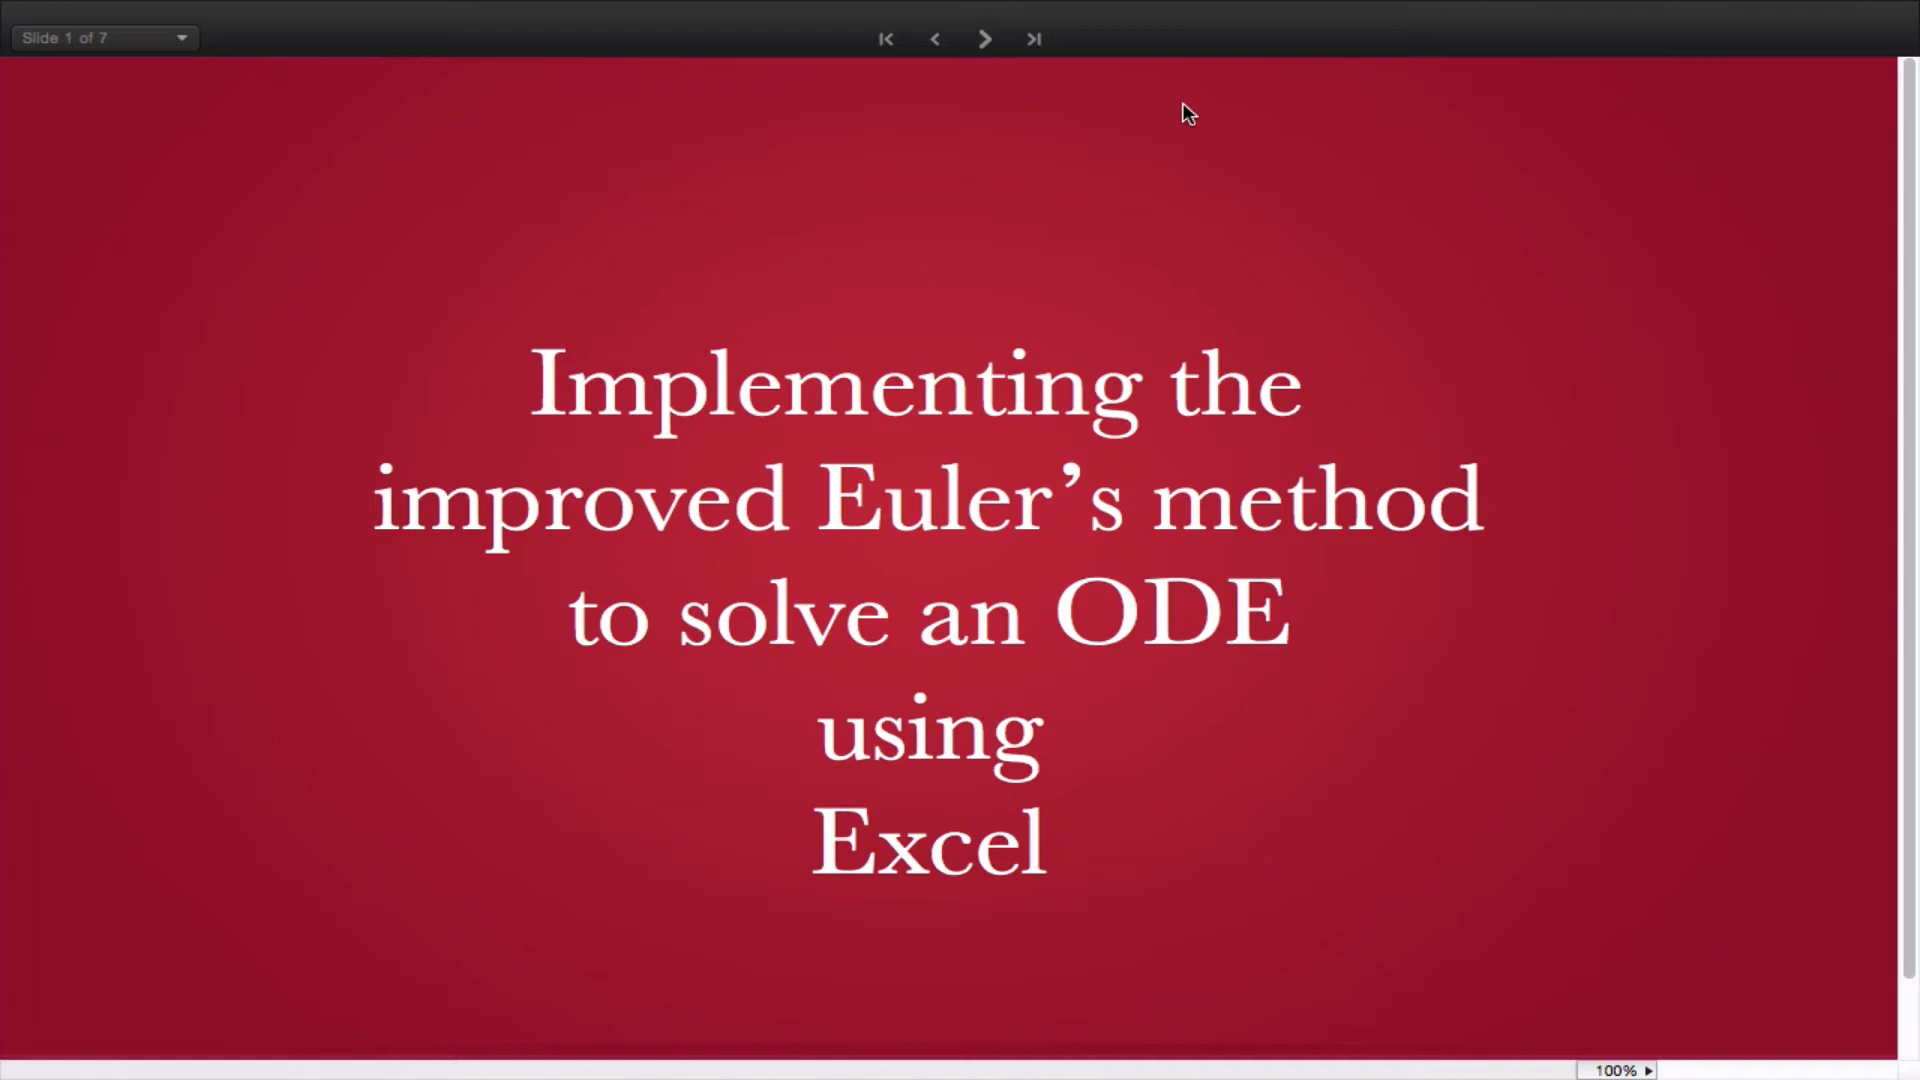 Slide 1 of 7
Implementing the
improved Euler’s method
to solve an ODE
using
Excel
100%